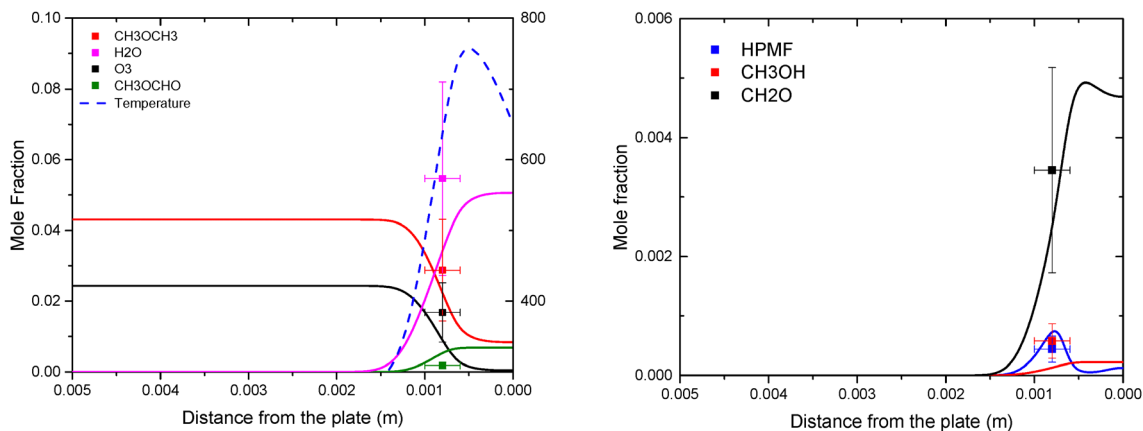 0.10
0.08
0.06
0.04
0.02
0.00
Mole Fraction
800
600
400
CH3OCH3
H2O
O3
CH3OCHO
Temperature
0.005 0.004 0.003 0.002 0.001 0.000
Distance from the plate (m)
0.006
0.004
0.002
0.000
Mole fraction
HPMF
CH3OH
CH2O
0.005 0.004 0.003 0.002 0.001 0.000
Distance from the plate (m)